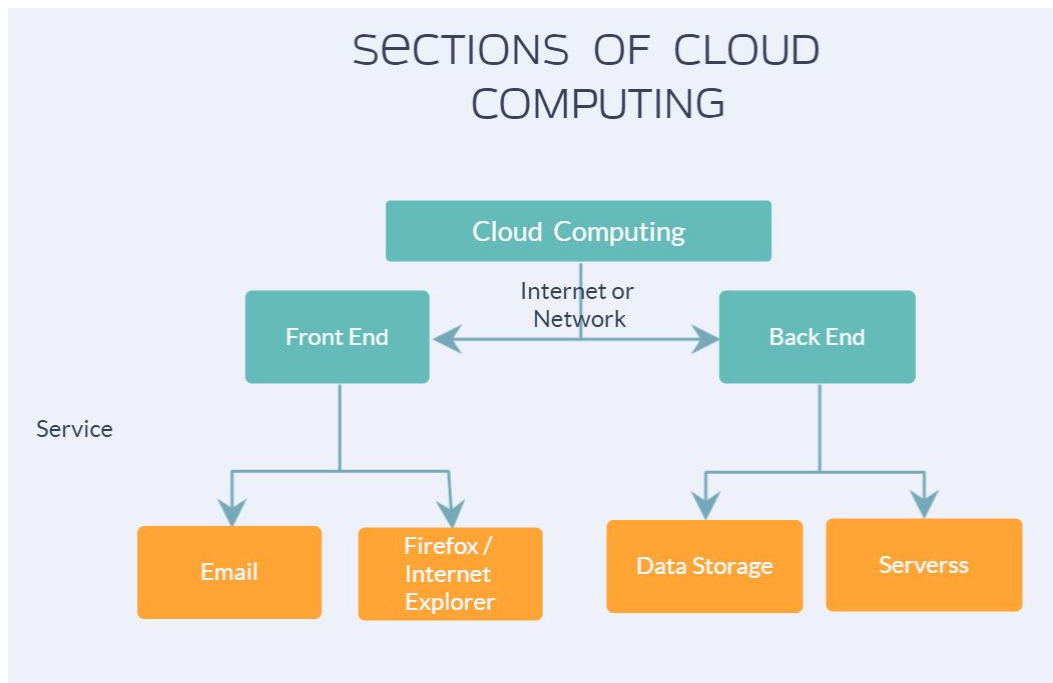 SeCTIONS OF CLOUD
COMPUTING
Cloud Computing
Internet or
Network
Front End
Back End
Service
Email
Firefox /
Internet
Explorer
Data Storage
Serverss